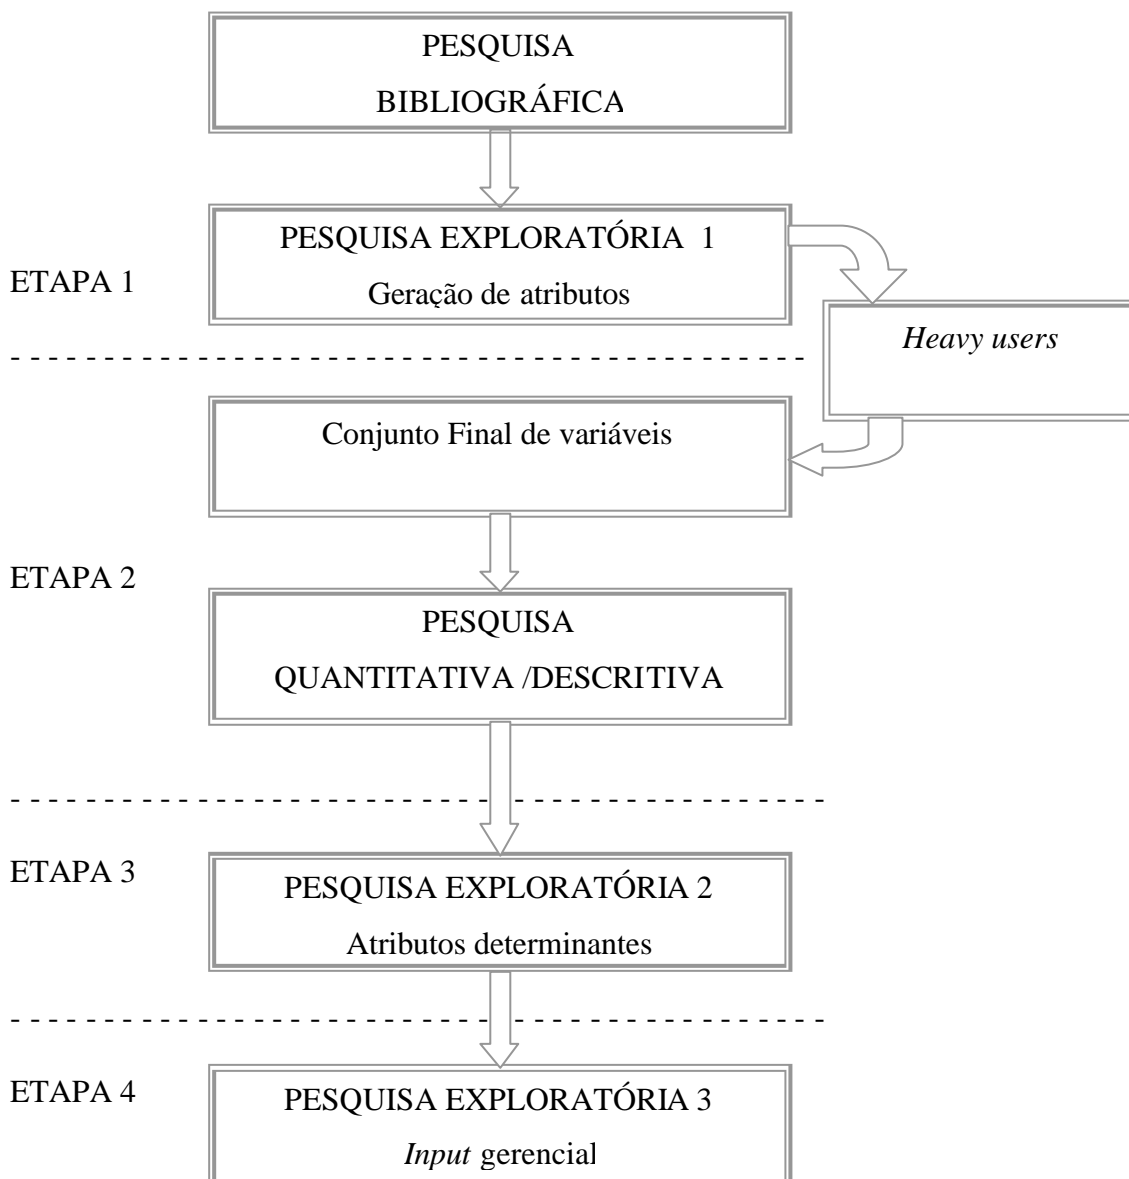 PESQUISA
BIBLIOGRÁFICA
PESQUISA EXPLORATÓRIA 1
Geração de atributos
ETAPA 1
Heavy users
Conjunto Final de variáveis
ETAPA 2
PESQUISA
QUANTITATIVA /DESCRITIVA
ETAPA 3
PESQUISA EXPLORATÓRIA 2
Atributos determinantes
ETAPA 4
PESQUISA EXPLORATÓRIA 3
Input gerencial